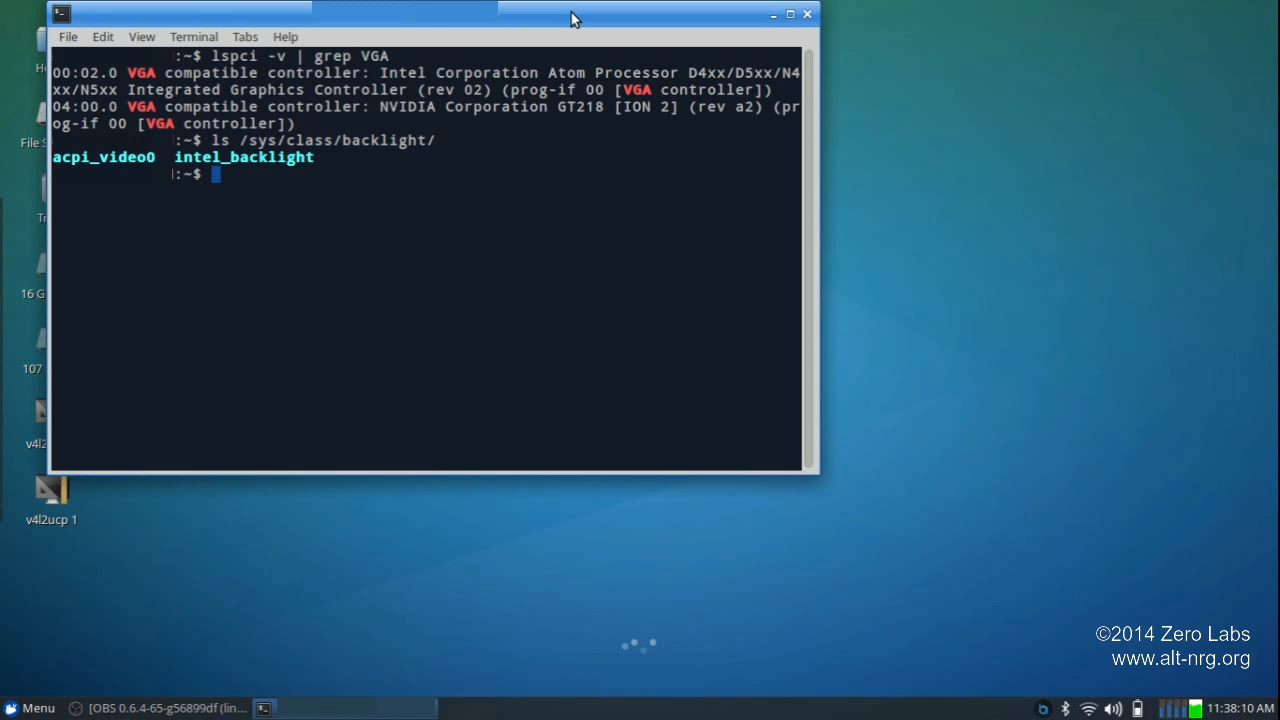 File Edit View Terminal Tabs Help
:~$ lspci -v | grep VGA
00:02.0 VGA compatible controller: Intel Corporation Atom Processor D4xx/D5xx/N4
xx/N5xx Integrated Graphics Controller (rev 02) (prog-if 00 [VGA controller])
04:00.0 VGA compatible controller: NVIDIA Corporation GT218 [ION 2] (rev a2) (pr
og-if 00 [VGA controller])
:~$ ls /sys/class/backlight/
acpi_video0 intel_backlight
:~$
File S
16 G
107
v4l2
v4l2ucp 1
©2014 Zero Labs
www.alt-nrg.org
Menu [OBS 0.6.4-65-g56899df (lin... 11:38:10 AM